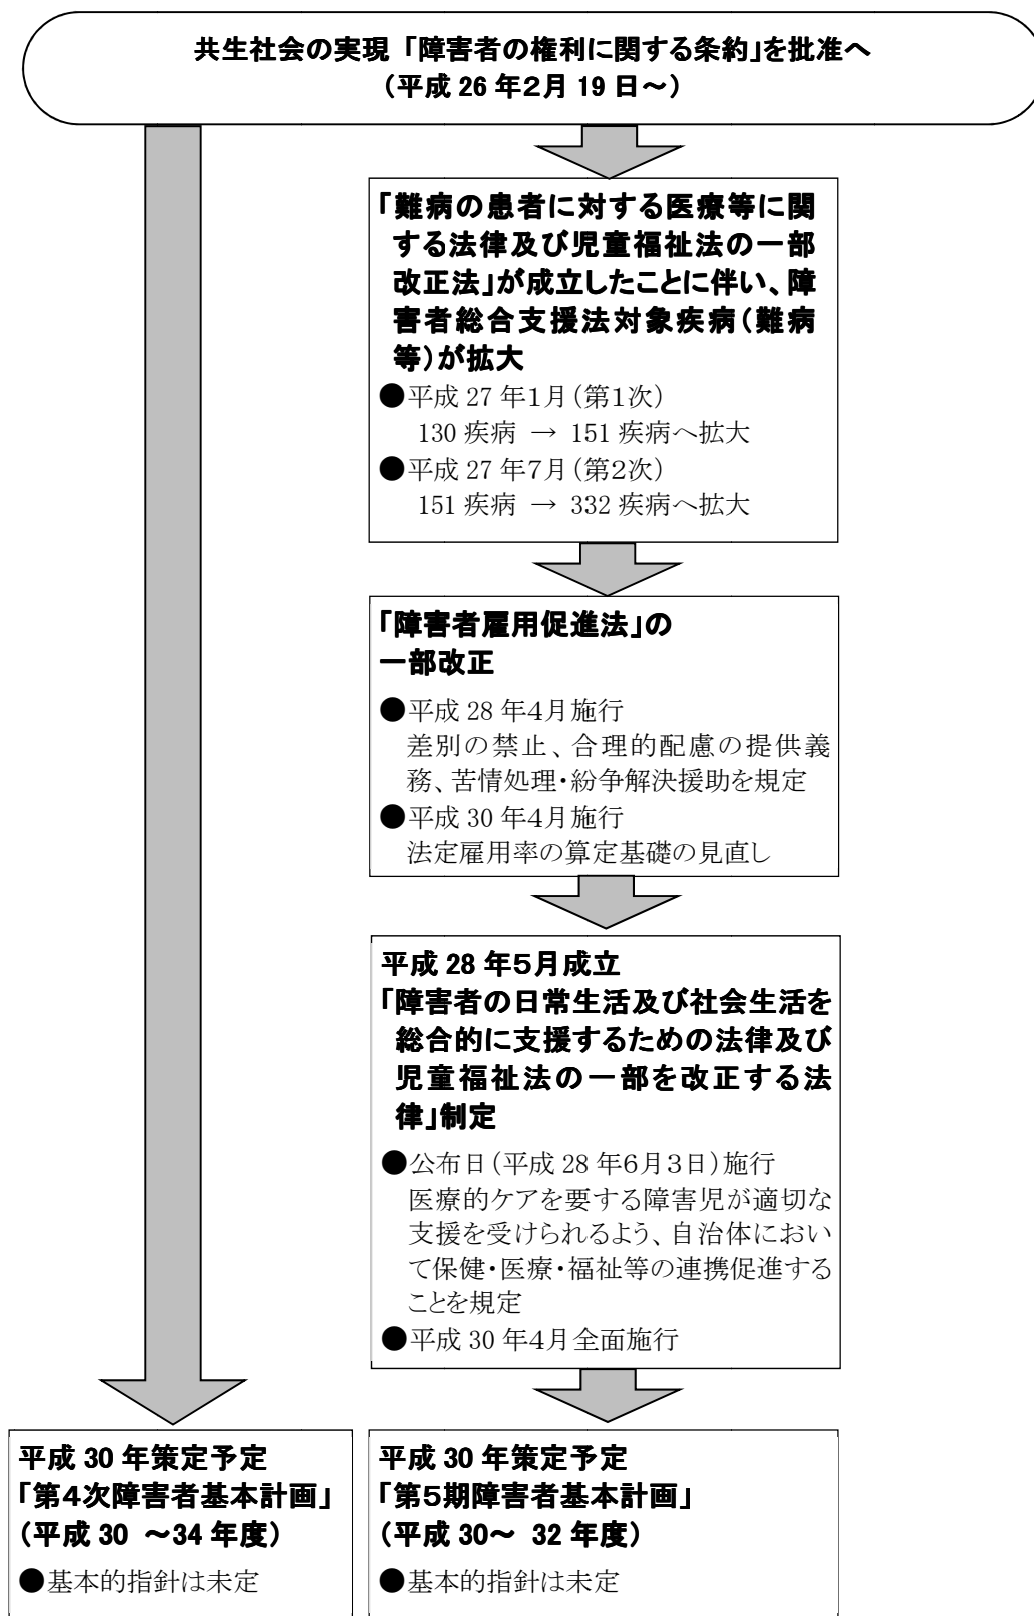 共生社会の実現 「障害者の権利に関する条約」を批准へ
(平成 26 年2月 19 日～)
「難病の患者に対する医療等に関
する法律及び児童福祉法の一部
改正法」が成立したことに伴い、障
害者総合支援法対象疾病(難病
等)が拡大
●平成 27 年1月(第1次)
130 疾病 → 151 疾病へ拡大
●平成 27 年7月(第2次)
151 疾病 → 332 疾病へ拡大
「障害者雇用促進法」の
一部改正
●平成 28 年4月施行
差別の禁止、合理的配慮の提供義
務、苦情処理・紛争解決援助を規定
●平成 30 年4月施行
法定雇用率の算定基礎の見直し
平成 28 年5月成立
「障害者の日常生活及び社会生活を
総合的に支援するための法律及び
児童福祉法の一部を改正する法
律」制定
●公布日(平成 28 年6月3日)施行
医療的ケアを要する障害児が適切な
支援を受けられるよう、自治体におい
て保健・医療・福祉等の連携促進する
ことを規定
●平成 30 年4月全面施行
平成 30 年策定予定
「第4次障害者基本計画」
(平成 30 ～34 年度)
●基本的指針は未定
平成 30 年策定予定
「第5期障害者基本計画」
(平成 30～ 32 年度)
●基本的指針は未定